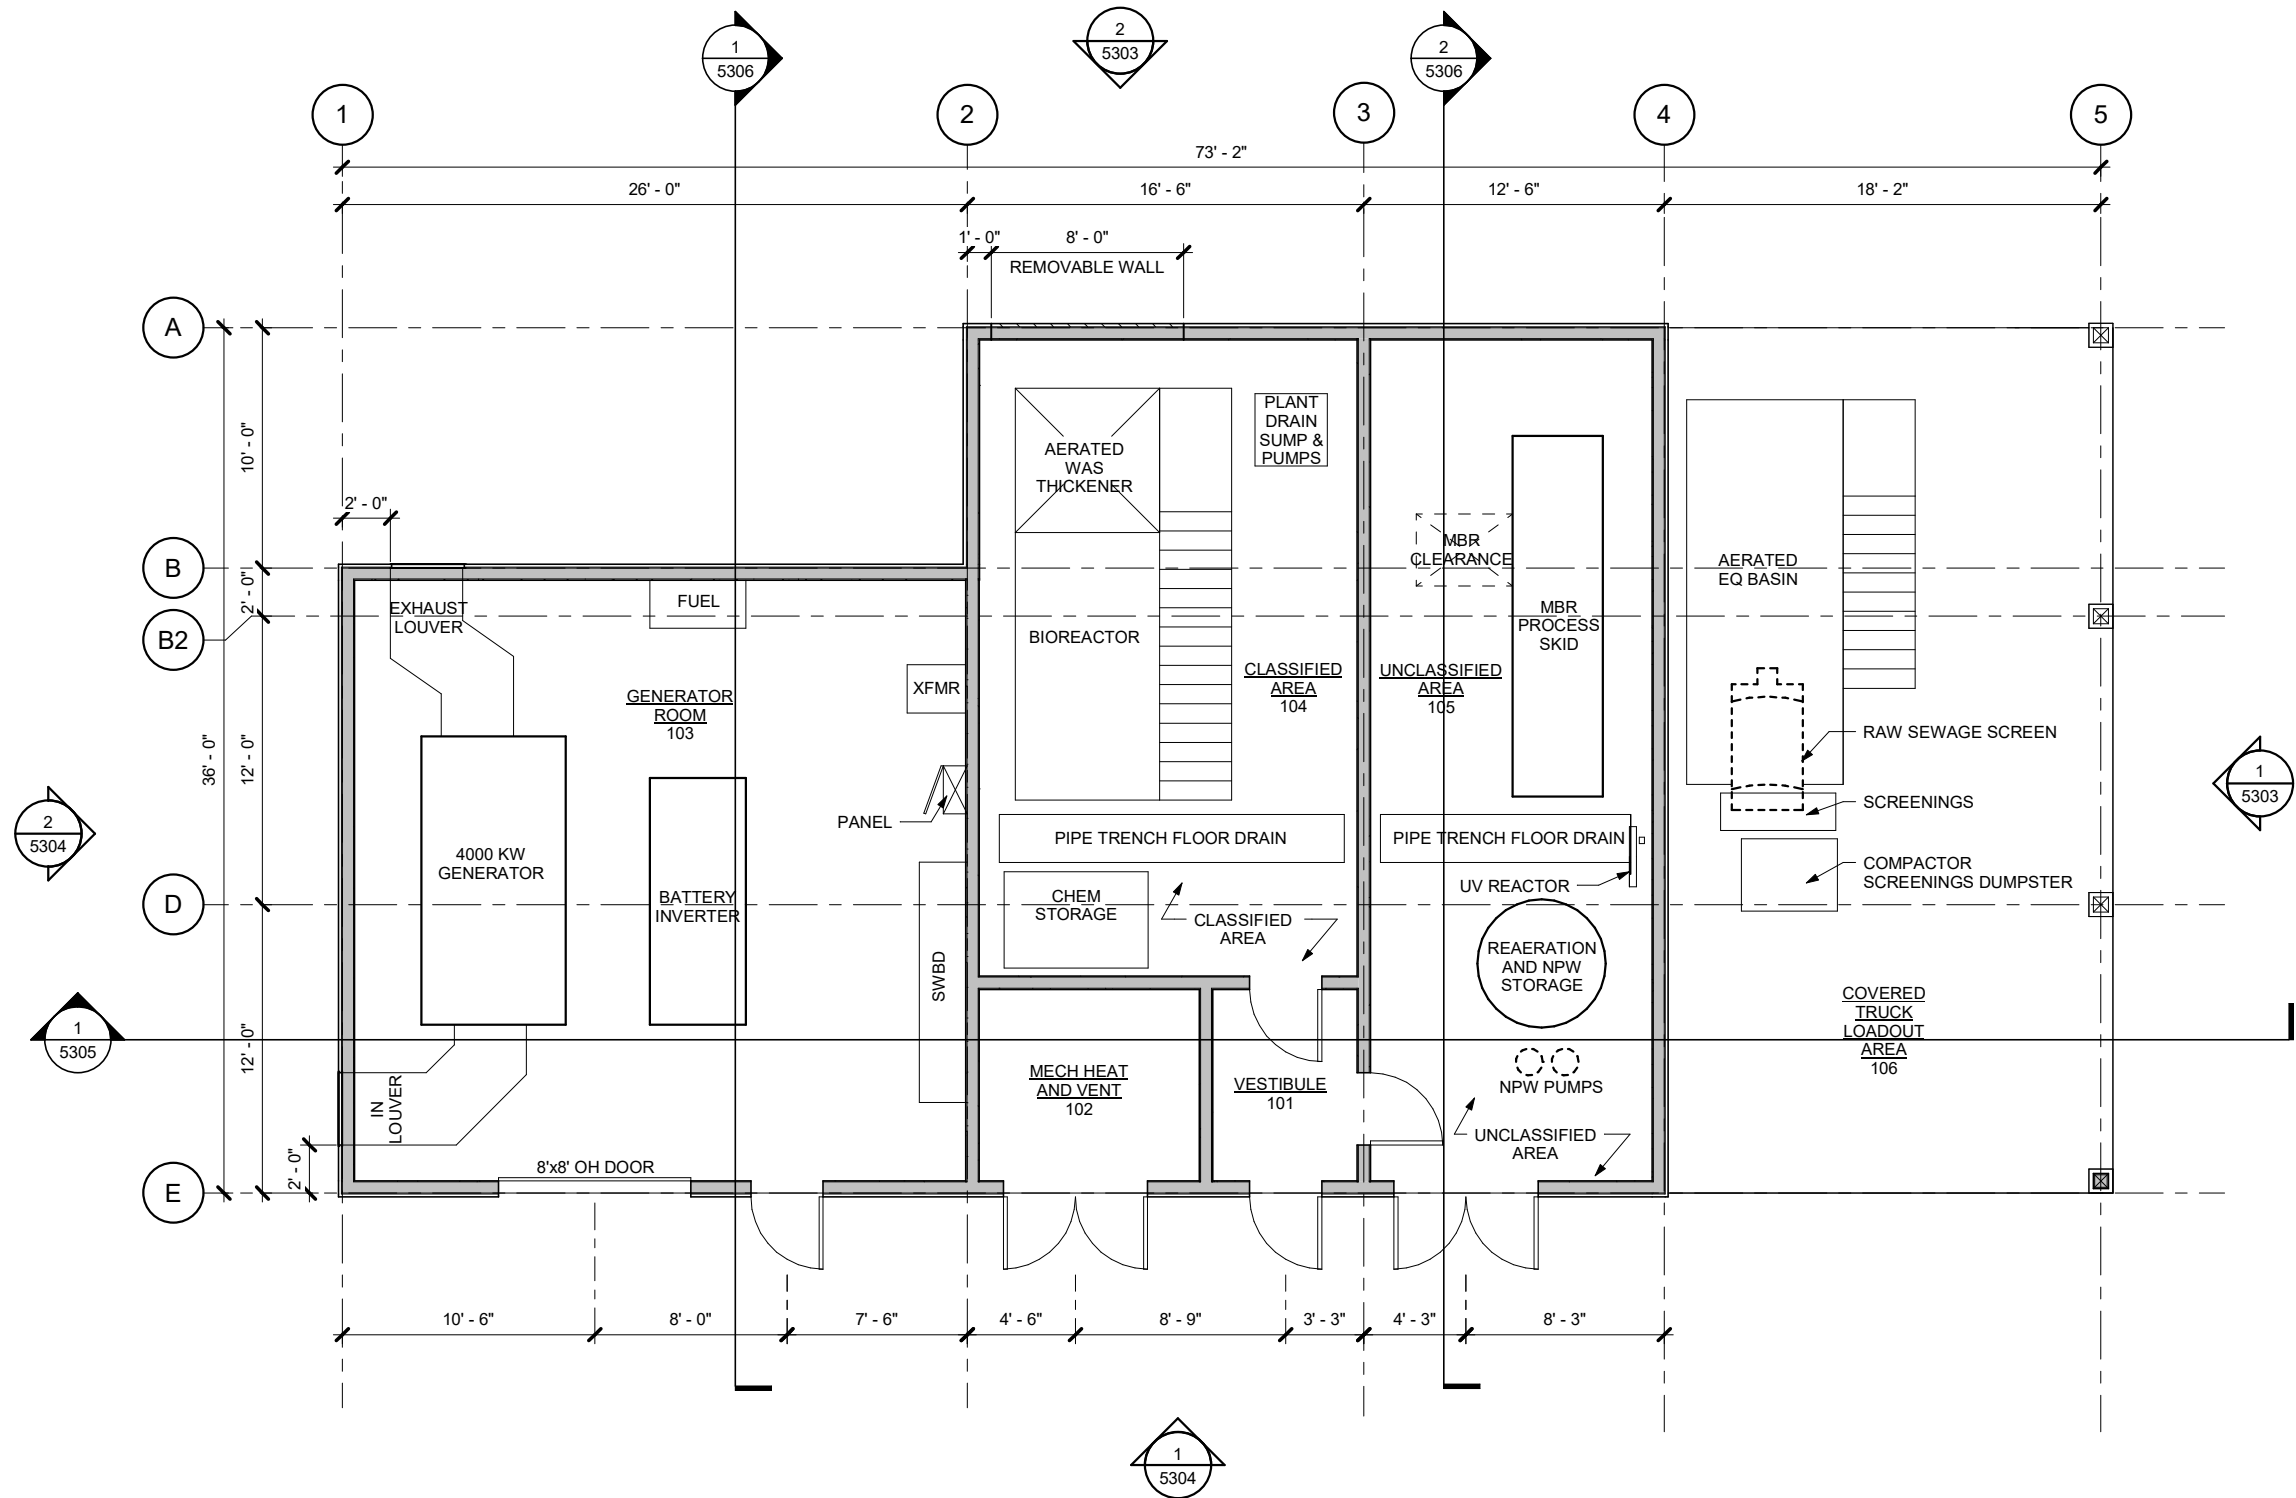 1
5306
2
5303
2
5306
1
2
3
4
5
73' - 2"
26' - 0"
16' - 6"
12' - 6"
18' - 2"
1' - 0"
8' - 0"
REMOVABLE WALL
A
B
B2
D
E
10' - 0"
2' - 0"
12' - 0"
12' - 0"
36' - 0"
2' - 0"
2' - 0"
EXHAUST
LOUVER
FUEL
XFMR
GENERATOR
ROOM
103
PANEL
4000 KW
GENERATOR
BATTERY
INVERTER
SWBD
IN
LOUVER
8'x8' OH DOOR
AERATED
WAS
THICKENER
PLANT
DRAIN
SUMP &
PUMPS
BIOREACTOR
CLASSIFIED
AREA
104
PIPE TRENCH FLOOR DRAIN
CHEM
STORAGE
CLASSIFIED
AREA
MECH HEAT
AND VENT
102
VESTIBULE
101
MBR
CLEARANCE
MBR
PROCESS
SKID
UNCLASSIFIED
AREA
105
PIPE TRENCH FLOOR DRAIN
UV REACTOR
REAERATION
AND NPW
STORAGE
NPW PUMPS
UNCLASSIFIED
AREA
AERATED
EQ BASIN
RAW SEWAGE SCREEN
SCREENINGS
COMPACTOR
SCREENINGS DUMPSTER
COVERED
TRUCK
LOADOUT
AREA
106
2
5304
1
5305
1
5303
10' - 6"
8' - 0"
7' - 6"
4' - 6"
8' - 9"
3' - 3"
4' - 3"
8' - 3"
1
5304